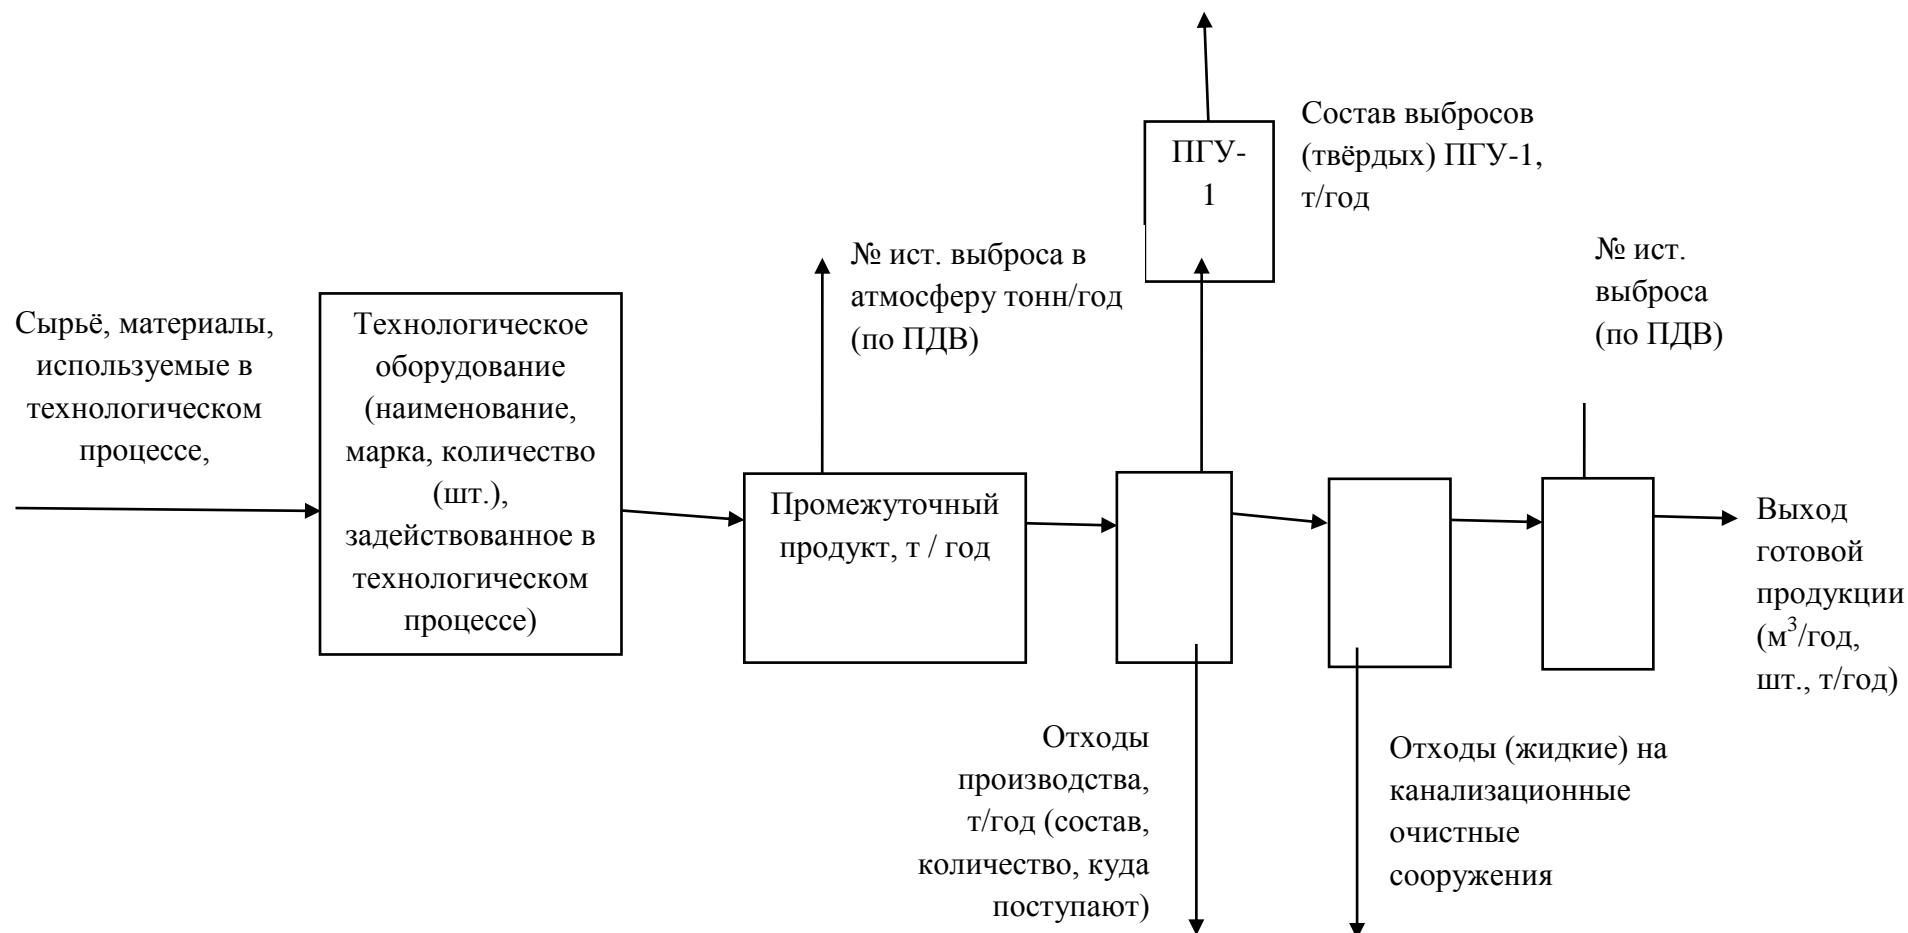 Сырьё, материалы,
используемые в
технологическом
процессе,
Технологическое
оборудование
(наименование,
марка, количество
(шт.),
задействованное в
технологическом
процессе)
№ ист. выброса в
атмосферу тонн/год
(по ПДВ)
Промежуточный
продукт, т / год
ПГУ-
1
Состав выбросов
(твёрдых) ПГУ-1,
т/год
№ ист.
выброса
(по ПДВ)
Выход
готовой
продукции
(м³/год,
шт., т/год)
Отходы
производства,
т/год (состав,
количество, куда
поступают)
Отходы (жидкие) на
канализационные
очистные
сооружения